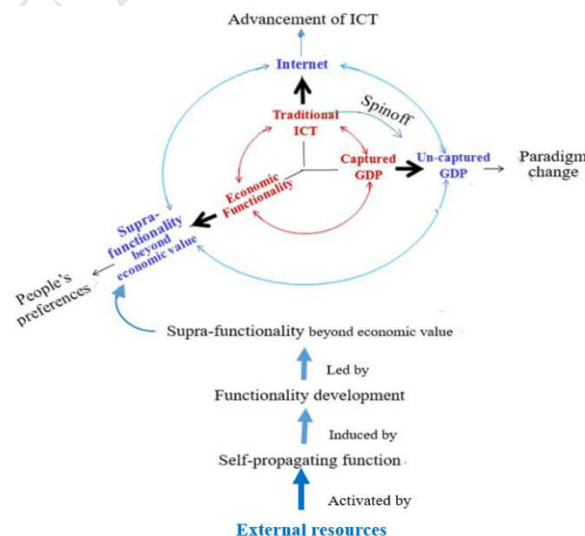 Advancement of ICT
Internet
Traditional
ICT
Spinoff
Captured
GDP
Un-captured
GDP
Paradigm
change
Economic
Functionality
Supra-
functionality
beyond
economic value
People's
preferences
Supra-functionality beyond economic value
Led by
Functionality development
Induced by
Self-propagating function
Activated by
External resources